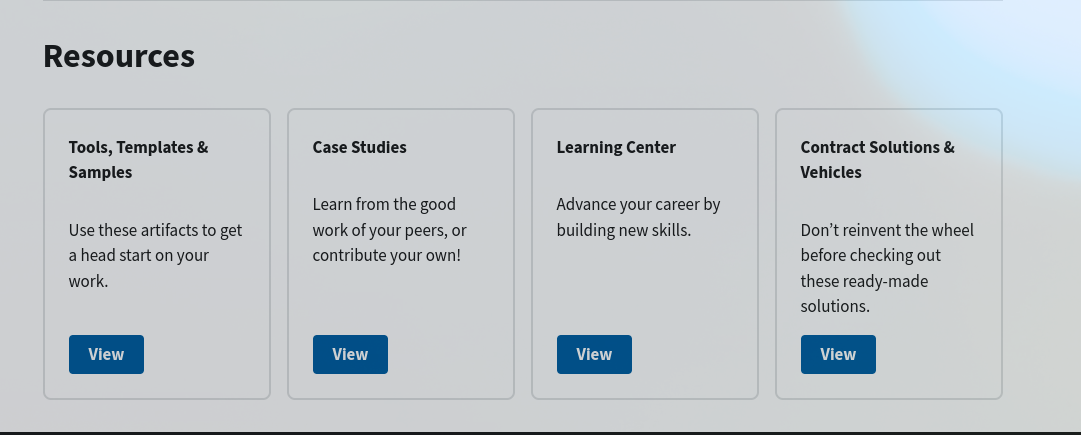 Resources
Tools, Templates &
Samples
Use these artifacts to get
a head start on your
work.
View
Case Studies
Learn from the good
work of your peers, or
contribute your own!
View
Learning Center
Advance your career by
building new skills.
View
Contract Solutions &
Vehicles
Don’t reinvent the wheel
before checking out
these ready-made
solutions.
View